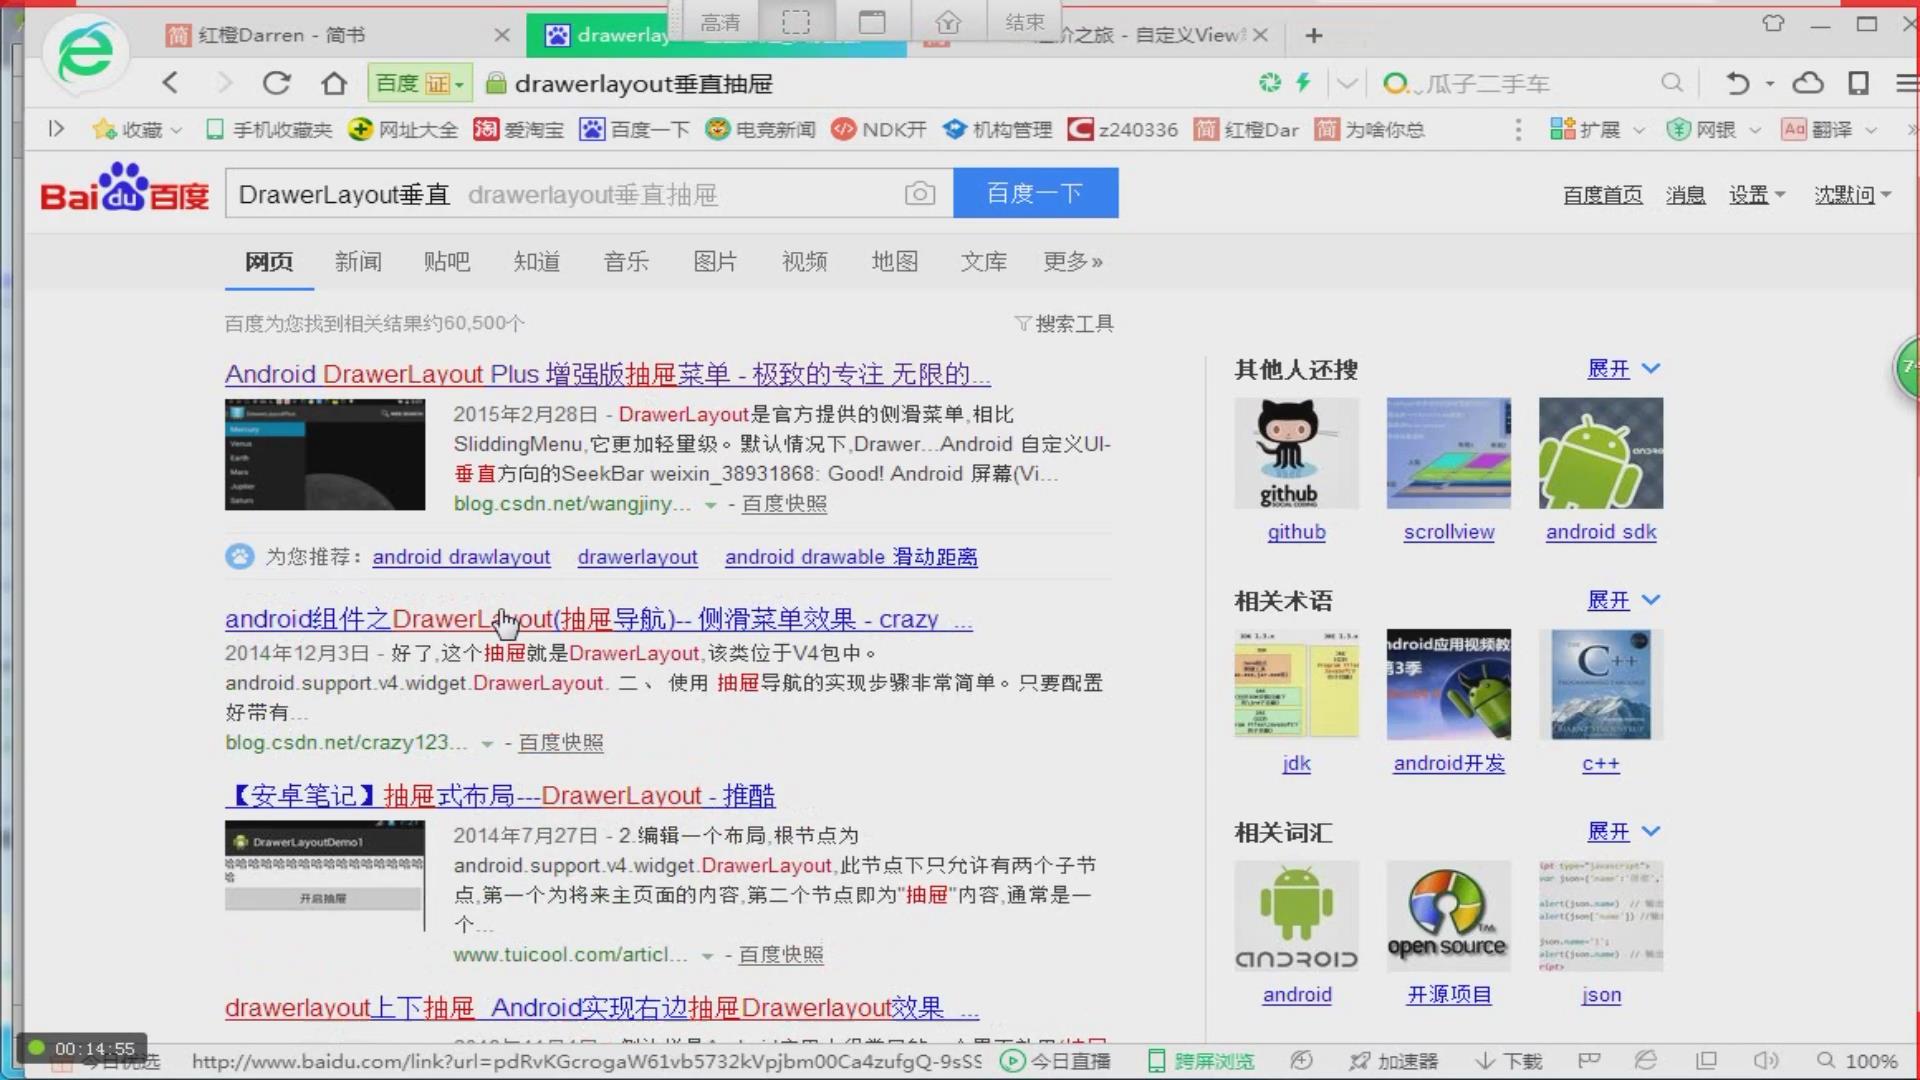 红橙Darren - 简书
drawerlay
高清
结束
阶之旅 - 自定义View
百度 证
drawerlayout垂直抽屉
瓜子二手车
收藏
手机收藏夹
网址大全
爱淘宝
百度一下
电竞新闻
NDK开
机构管理
z240336
红橙Dar
为啥你总
扩展
网银
翻译
Bai du 百度
DrawerLayout垂直 drawerlayout垂直抽屉
百度一下
百度首页 消息 设置 沈默问
网页 新闻 贴吧 知道 音乐 图片 视频 地图 文库 更多»
百度为您找到相关结果约60,500个
搜索工具
Android DrawerLayout Plus 增强版抽屉菜单 - 极致的专注 无限的...
2015年2月28日 - DrawerLayout是官方提供的侧滑菜单,相比
SliddingMenu,它更加轻量级。默认情况下,Drawer...Android 自定义UI-
垂直方向的SeekBar weixin_38931868: Good! Android 屏幕(Vi...
blog.csdn.net/wangjiny... - 百度快照
为您推荐: android drawlayout drawerlayout android drawable 滑动距离
android组件之DrawerLayout(抽屉导航)-- 侧滑菜单效果 - crazy ...
2014年12月3日 - 好了,这个抽屉就是DrawerLayout,该类位于V4包中。
android.support.v4.widget.DrawerLayout. 二、 使用 抽屉导航的实现步骤非常简单。只要配置
好带有...
blog.csdn.net/crazy123... - 百度快照
【安卓笔记】抽屉式布局---DrawerLayout - 推酷
DrawerLayoutDemo1
开启抽屉
2014年7月27日 - 2.编辑一个布局,根节点为
android.support.v4.widget.DrawerLayout,此节点下只允许有两个子节
点,第一个为将来主页面的内容,第二个节点即为"抽屉"内容,通常是一
个...
www.tuicool.com/articl... - 百度快照
drawerlayout上下抽屉_Android实现右边抽屉Drawerlayout效果_...
其他人还搜 展开
github
SOCIAL CODING
github scrollview android sdk
相关术语 展开
android应用视频教
第3季
C++
jdk android开发 c++
相关词汇 展开
ANDROID
open source
android 开源项目 json
00:14:55
今日优选
http://www.baidu.com/link?url=pdRvKGcrogaW61vb5732kVpjbm00Ca4zufgQ-9sSS
今日直播
跨屏浏览
加速器
下载
100%